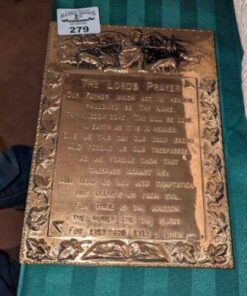 279
THE LORD'S PRAYER
OUR FATHER, WHICH ART IN HEAVEN,
HALLOWED BE THY NAME
THY KINGDOM COME THY WILL BE DONE
IN EARTH AS IT IS IN HEAVEN.
GIVE US THIS DAY OUR DAILY BREAD
AND FORGIVE US OUR TRESPASSES
AS WE FORGIVE THEM THAT
TRESPASS AGAINST US
AND LEAD US NOT INTO TEMPTATION
BUT DELIVER US FROM EVIL
FOR THINE IS THE KINGDOM
THE POWER AND THE GLORY
FOR EVER AND EVER AMEN